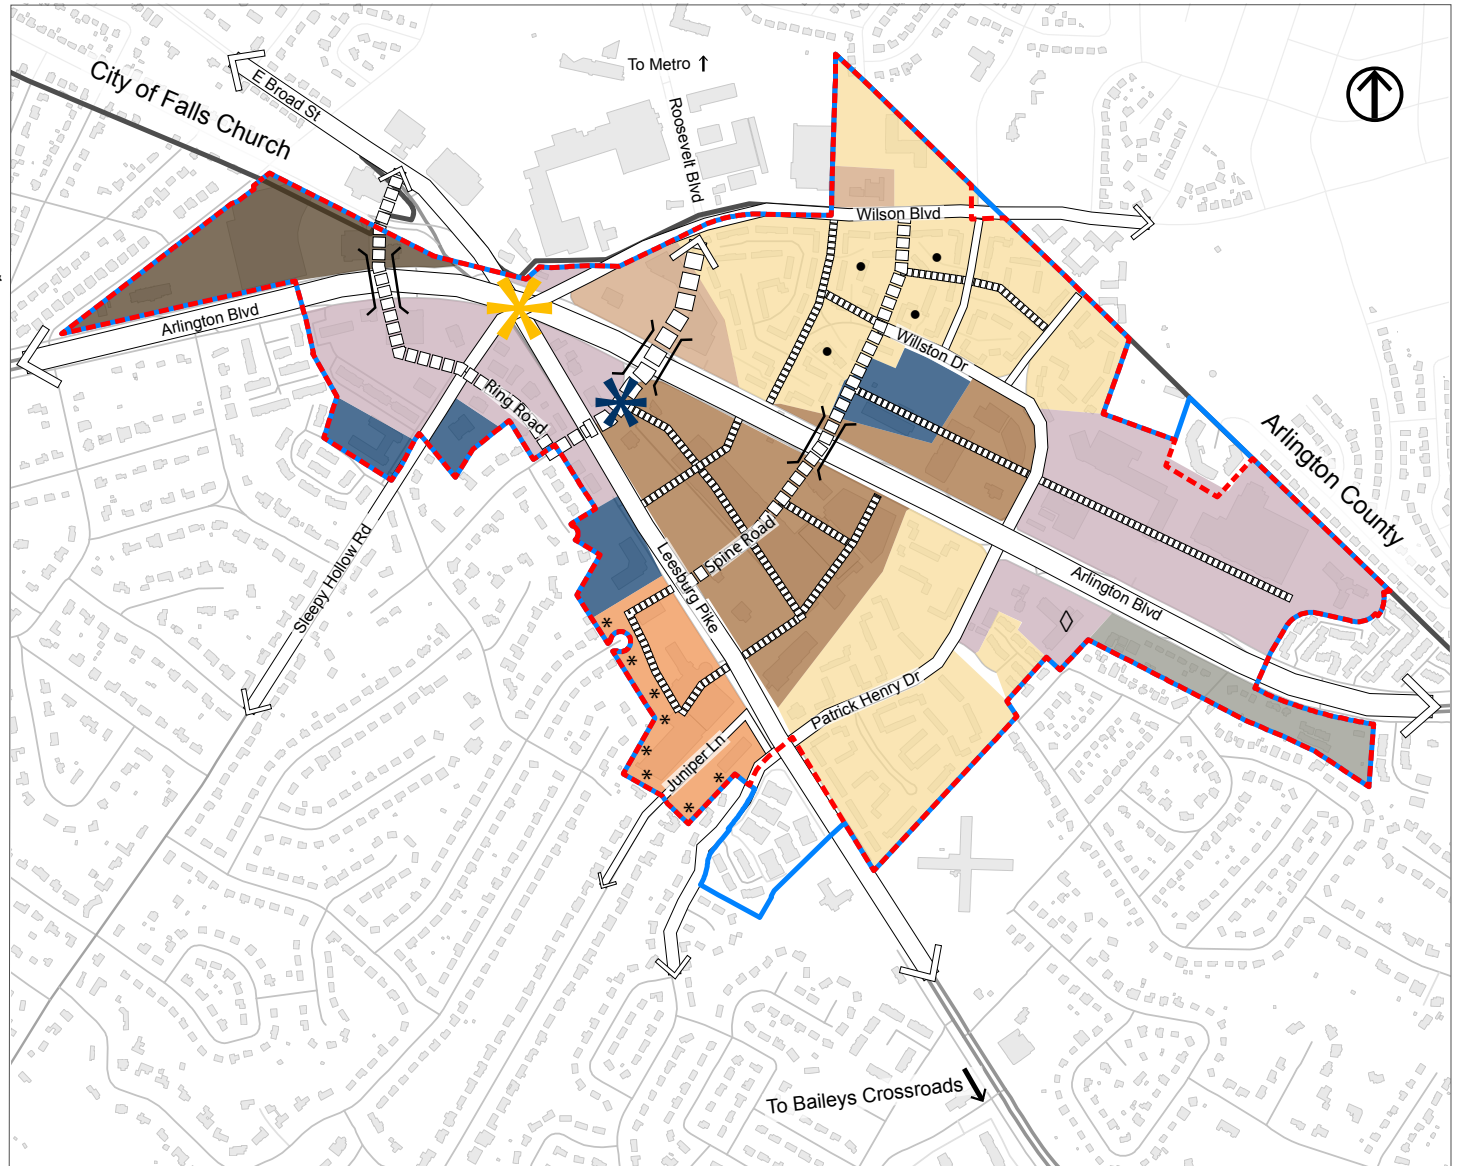 To Metro ↑
E Broad St
City of Falls Church
Roosevelt Blvd
Wilson Blvd
Arlington Blvd
Willston Dr
Ring Road
Arlington County
Sleepy Hollow Rd
Leesburg Pike
Spine Road
Arlington Blvd
Patrick Henry Dr
Juniper Ln
To Baileys Crossroads